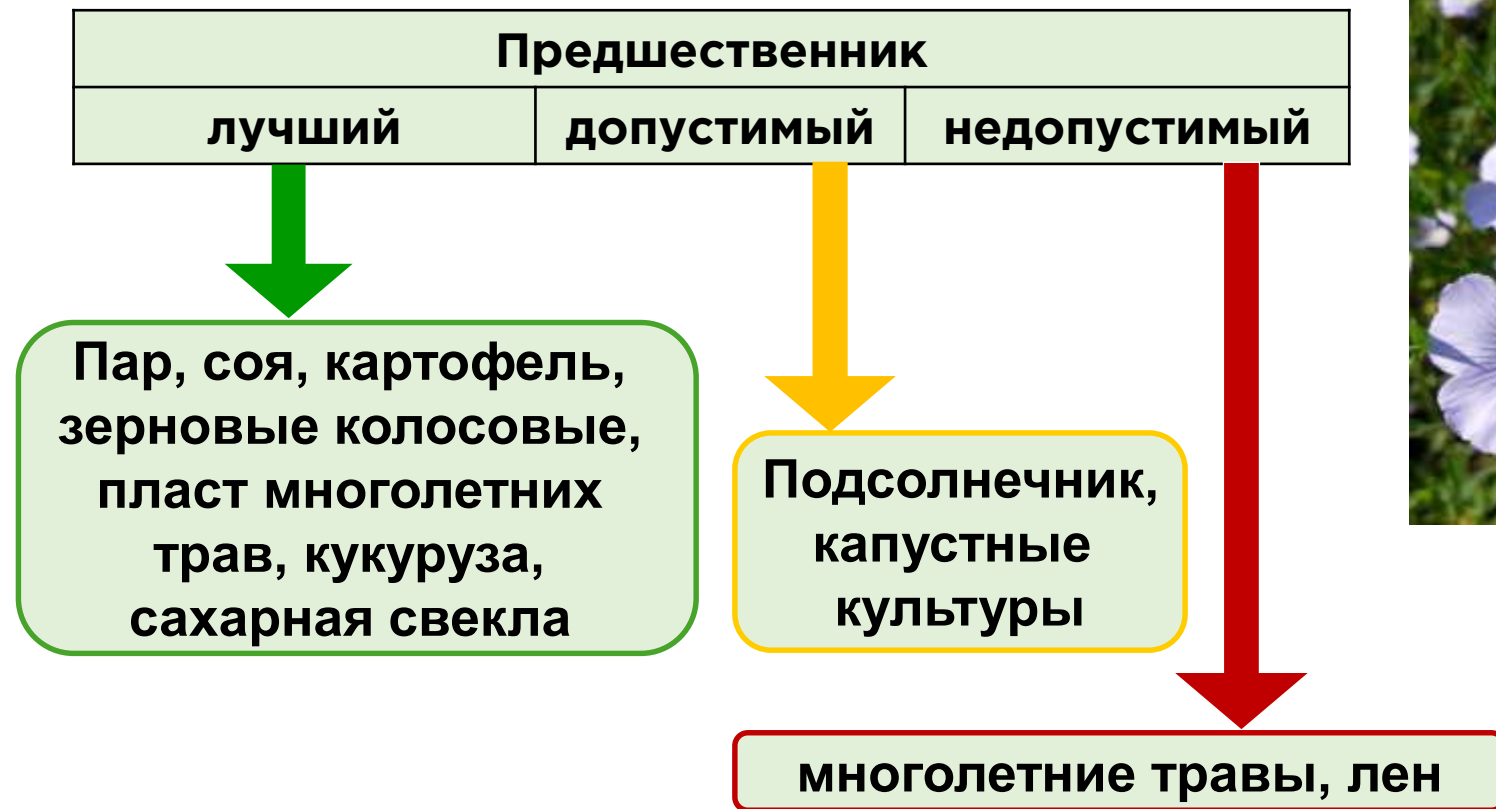 Предшественник
лучший
допустимый
недопустимый
Пар, соя, картофель,
зерновые колосовые,
пласт многолетних
трав, кукуруза,
сахарная свекла
Подсолнечник,
капустные
культуры
многолетние травы, лен